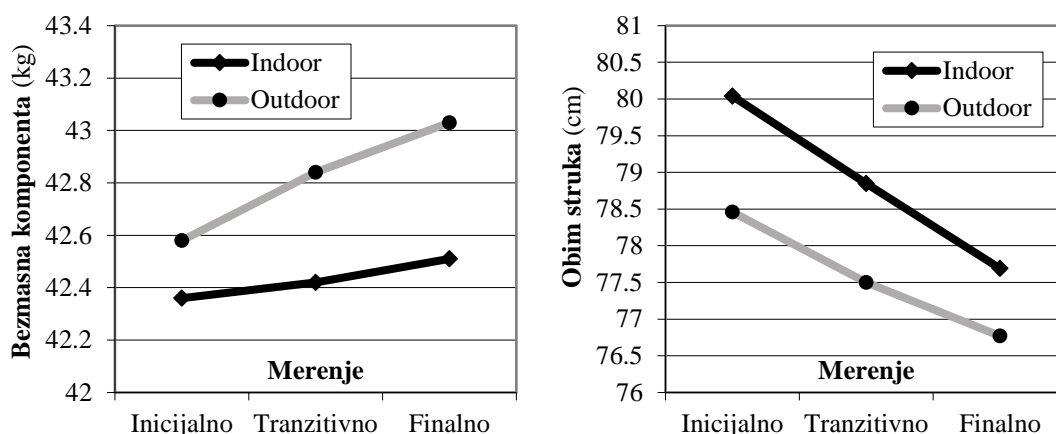 Bezmasna komponenta (kg)
43.4
43.2
43
42.8
42.6
42.4
42.2
42
Indoor
Outdoor
Merenje
Inicijalno Tranzitivno Finalno
Obim struka (cm)
81
80.5
80
79.5
79
78.5
78
77.5
77
76.5
76
Indoor
Outdoor
Merenje
Inicijalno Tranzitivno Finalno